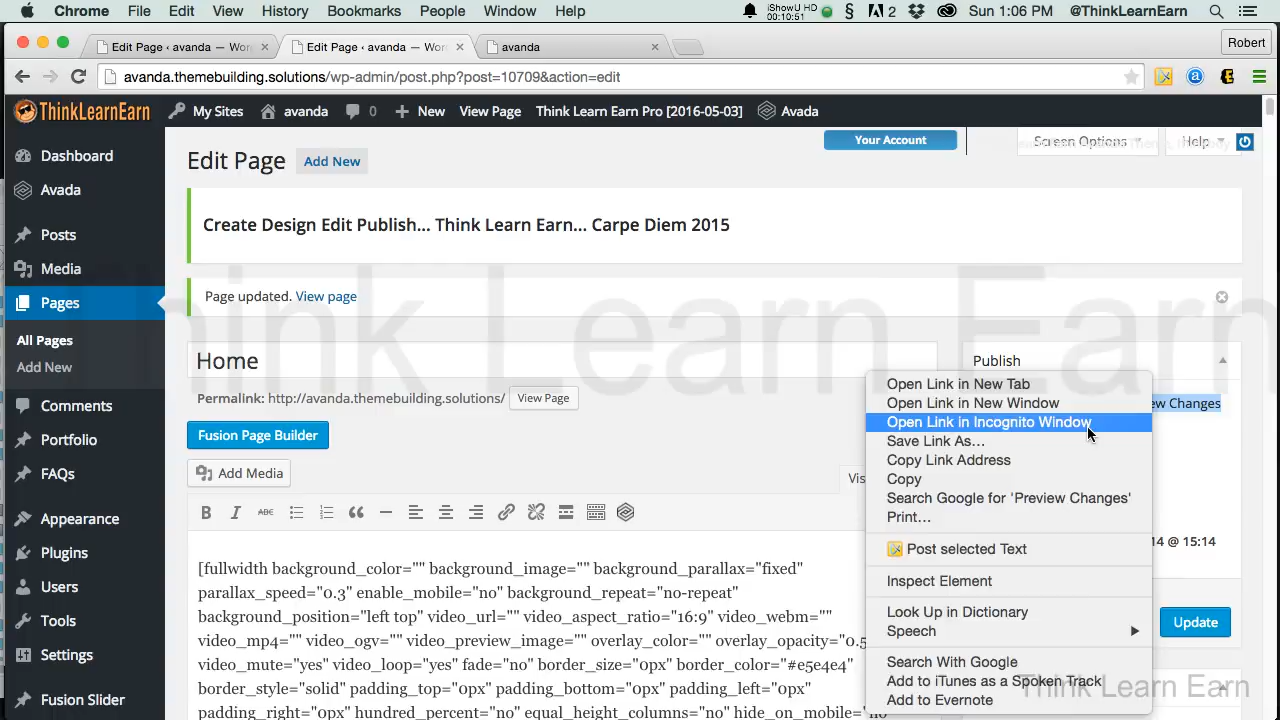 Chrome File Edit View History Bookmarks People Window Help iShowU HD 00:10:51 § 2 Sun 1:06 PM @ThinkLearnEarn
Edit Page ‹ avanda — Wor × Edit Page ‹ avanda — Wor × avanda × Robert
avanda.themebuilding.solutions/wp-admin/post.php?post=10709&action=edit
ThinkLearnEarn My Sites avanda 0 New View Page Think Learn Earn Pro [2016-05-03] Avada
Your Account Screen Options Help
Edit Page Add New
Dashboard
Avada
Posts
Media
Pages
All Pages
Add New
Comments
Portfolio
FAQs
Appearance
Plugins
Users
Tools
Settings
Fusion Slider
Create Design Edit Publish... Think Learn Earn... Carpe Diem 2015
Page updated. View page
Think Learn Earn
Home
Permalink: http://avanda.themebuilding.solutions/ View Page
Fusion Page Builder
Add Media
Vis
B I ABC
[fullwidth background_color="" background_image="" background_parallax="fixed"
parallax_speed="0.3" enable_mobile="no" background_repeat="no-repeat"
background_position="left top" video_url="" video_aspect_ratio="16:9" video_webm=""
video_mp4="" video_ogv="" video_preview_image="" overlay_color="" overlay_opacity="0.5
video_mute="yes" video_loop="yes" fade="no" border_size="0px" border_color="#e5e4e4"
border_style="solid" padding_top="0px" padding_bottom="0px" padding_left="0px"
padding_right="0px" hundred_percent="no" equal_height_columns="no" hide_on_mobile="no"
Publish
ew Changes
14 @ 15:14
Update
Open Link in New Tab
Open Link in New Window
Open Link in Incognito Window
Save Link As...
Copy Link Address
Copy
Search Google for 'Preview Changes'
Print...
Post selected Text
Inspect Element
Look Up in Dictionary
Speech
Search With Google
Add to iTunes as a Spoken Track
Add to Evernote
Think Learn Earn